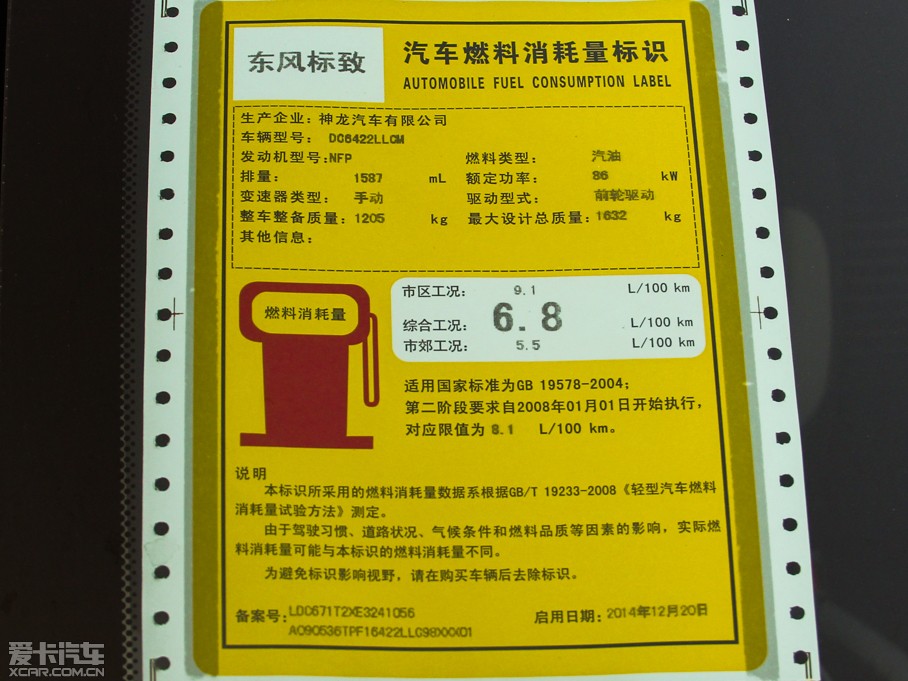 东风标致
汽车燃料消耗量标识
AUTOMOBILE FUEL CONSUMPTION LABEL
生产企业：神龙汽车有限公司
车辆型号： DC6422LLCM
发动机型号:NFP 燃料类型： 汽油
排量： 1587 mL 额定功率： 86 kW
变速器类型： 手动 驱动型式： 前轮驱动
整车整备质量：1205 kg 最大设计总质量：1632 kg
其他信息：
燃料消耗量
市区工况： 9.1 L/100 km
综合工况： 6.8 L/100 km
市郊工况： 5.5 L/100 km
适用国家标准为GB 19578-2004；
第二阶段要求自2008年01月01日开始执行，
对应限值为 8.1 L/100 km。
说明
本标识所采用的燃料消耗量数据系根据GB/T 19233-2008《轻型汽车燃料
消耗量试验方法》测定。
由于驾驶习惯、道路状况、气候条件和燃料品质等因素的影响，实际燃
料消耗量可能与本标识的燃料消耗量不同。
为避免标识影响视野，请在购买车辆后去除标识。
备案号：LDC671T2XE3241056 启用日期：2014年12月20日
A090536TPF16422LLC98XXX01
爱卡汽车
XCAR.COM.CN